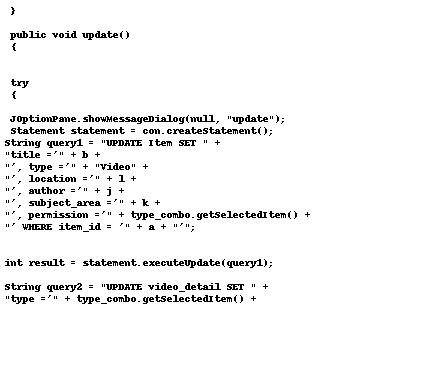 }
public void update()
{
try
{
JOptionPane.showMessageDialog(null, "update");
Statement statement = con.createStatement();
String query1 = "UPDATE Item SET " +
"title ='" + b +
"', type ='" + "Video" +
"', location ='" + l +
"', author ='" + j +
"', subject_area ='" + k +
"', permission ='" + type_combo.getSelectedItem() +
"' WHERE item_id = '" + a + "'";
int result = statement.executeUpdate(query1);
String query2 = "UPDATE video_detail SET " +
"type ='" + type_combo.getSelectedItem() +